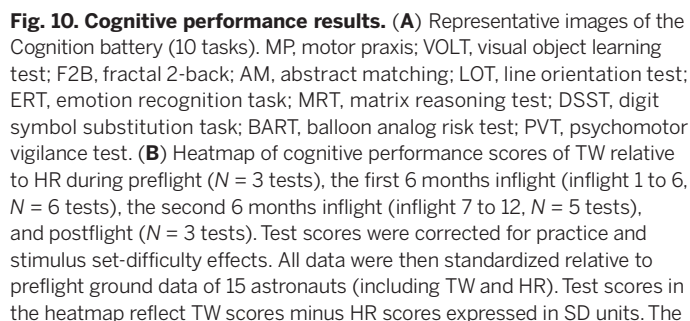 Fig. 10. Cognitive performance results. (A) Representative images of the
Cognition battery (10 tasks). MP, motor praxis; VOLT, visual object learning
test; F2B, fractal 2-back; AM, abstract matching; LOT, line orientation test;
ERT, emotion recognition task; MRT, matrix reasoning test; DSST, digit
symbol substitution task; BART, balloon analog risk test; PVT, psychomotor
vigilance test. (B) Heatmap of cognitive performance scores of TW relative
to HR during preflight (N = 3 tests), the first 6 months inflight (inflight 1 to 6,
N = 6 tests), the second 6 months inflight (inflight 7 to 12, N = 5 tests),
and postflight (N = 3 tests). Test scores were corrected for practice and
stimulus set-difficulty effects. All data were then standardized relative to
preflight ground data of 15 astronauts (including TW and HR). Test scores in
the heatmap reflect TW scores minus HR scores expressed in SD units. The